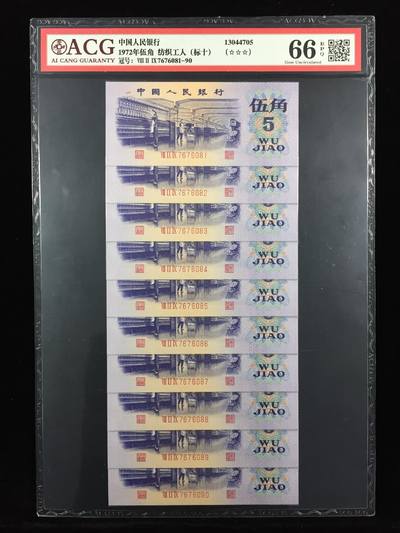 ACG
AI CANG GUARANTY
中国人民银行
1972年伍角 纺织工人（标十）
冠号：VIII II IX7676081-90
13044705
(☆☆☆)
66
EPQ
Gem Uncirculated
中国人民银行
伍角
5
WU
JIAO
VIII II IX7676081
VIII II IX7676082
WU
JIAO
VIII II IX7676083
WU
JIAO
VIII II IX7676084
WU
JIAO
VIII II IX7676085
WU
JIAO
VIII II IX7676086
WU
JIAO
VIII II IX7676087
WU
JIAO
VIII II IX7676088
WU
JIAO
VIII II IX7676089
WU
JIAO
VIII II IX7676090
WU
JIAO